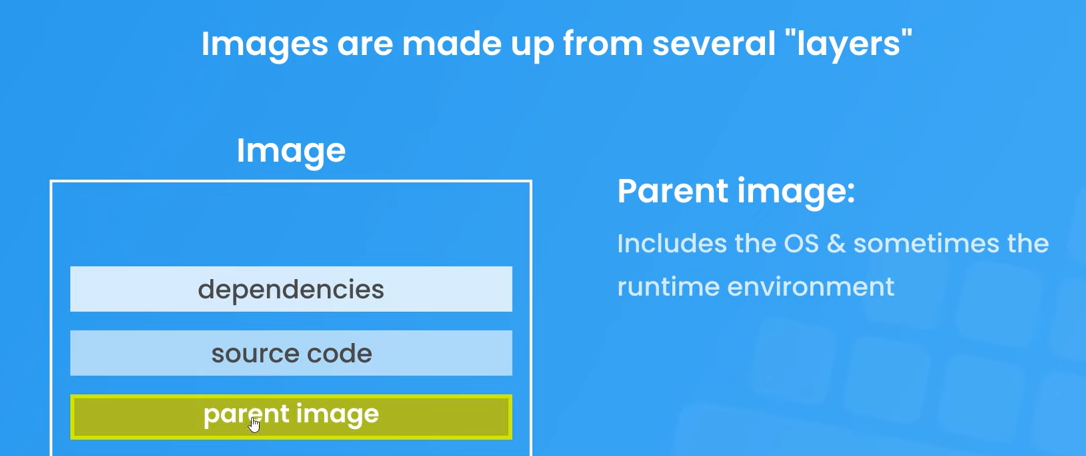 Images are made up from several "layers"
Image
dependencies
source code
parent image
Parent image:
Includes the OS & sometimes the
runtime environment